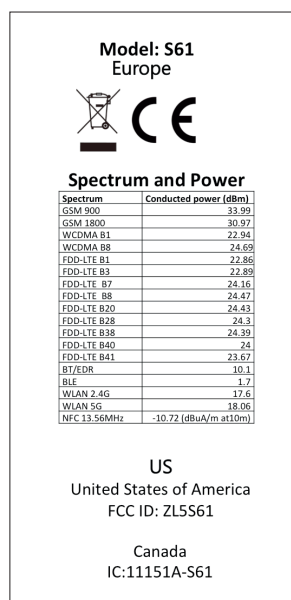 Model: S61
Europe
CE
Spectrum and Power
Spectrum Conducted power (dBm)
GSM 900 33.99
GSM 1800 30.97
WCDMA B1 22.94
WCDMA B8 24.69
FDD-LTE B1 22.86
FDD-LTE B3 22.89
FDD-LTE B7 24.16
FDD-LTE B8 24.47
FDD-LTE B20 24.43
FDD-LTE B28 24.3
FDD-LTE B38 24.39
FDD-LTE B40 24
FDD-LTE B41 23.67
BT/EDR 10.1
BLE 1.7
WLAN 2.4G 17.6
WLAN 5G 18.06
NFC 13.56MHz -10.72 (dBuA/m at10m)
US
United States of America
FCC ID: ZL5S61
Canada
IC:11151A-S61